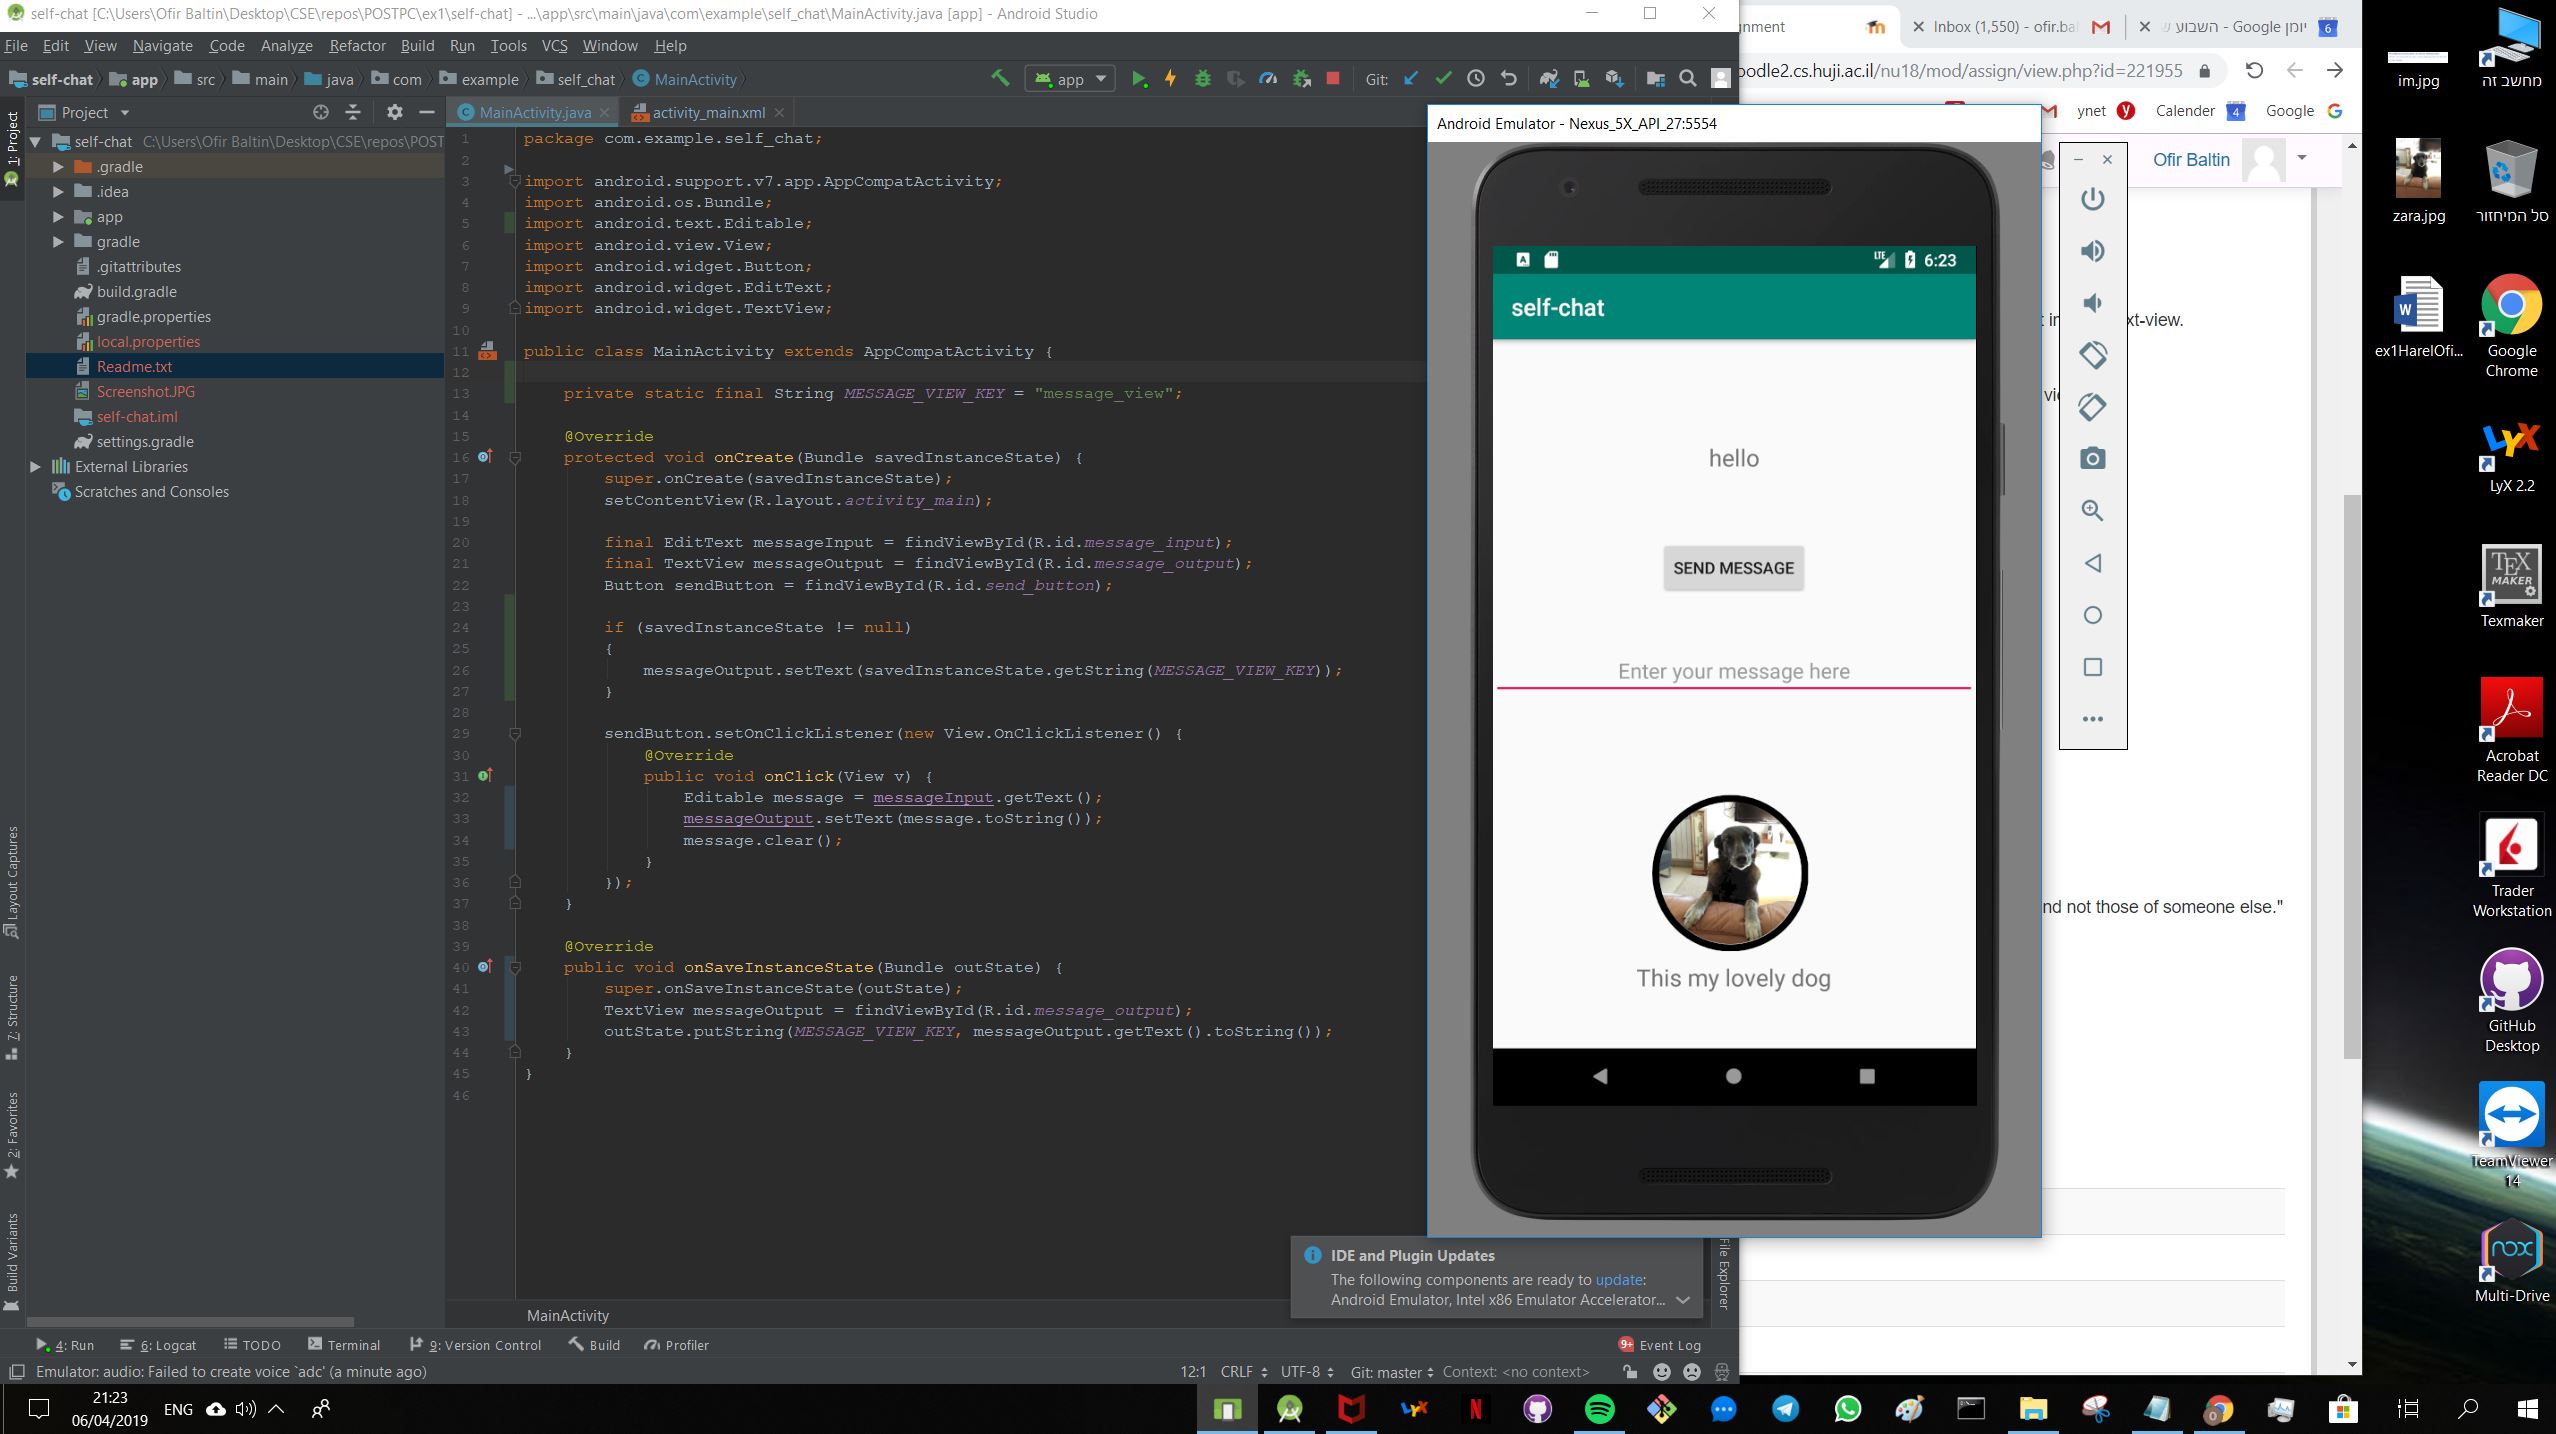 self-chat [C:\Users\Ofir Baltin\Desktop\CSE\repos\POSTPC\ex1\self-chat] - ...\app\src\main\java\com\example\self_chat\MainActivity.java [app] - Android Studio
File Edit View Navigate Code Analyze Refactor Build Run Tools VCS Window Help
self-chat app src main java com example self_chat MainActivity
app Git:
Project
MainActivity.java
activity_main.xml
1: Project
self-chat C:\Users\Ofir Baltin\Desktop\CSE\repos\POST
.gradle
.idea
app
gradle
.gitattributes
build.gradle
gradle.properties
local.properties
Readme.txt
Screenshot.JPG
self-chat.iml
settings.gradle
External Libraries
Scratches and Consoles
Layout Captures
7: Structure
2: Favorites
Build Variants
1 package com.example.self_chat;
2
3 import android.support.v7.app.AppCompatActivity;
4 import android.os.Bundle;
5 import android.text.Editable;
6 import android.view.View;
7 import android.widget.Button;
8 import android.widget.EditText;
9 import android.widget.TextView;
10
11 public class MainActivity extends AppCompatActivity {
12
13 private static final String MESSAGE_VIEW_KEY = "message_view";
14
15 @Override
16 protected void onCreate(Bundle savedInstanceState) {
17 super.onCreate(savedInstanceState);
18 setContentView(R.layout.activity_main);
19
20 final EditText messageInput = findViewById(R.id.message_input);
21 final TextView messageOutput = findViewById(R.id.message_output);
22 Button sendButton = findViewById(R.id.send_button);
23
24 if (savedInstanceState != null)
25 {
26 messageOutput.setText(savedInstanceState.getString(MESSAGE_VIEW_KEY));
27 }
28
29 sendButton.setOnClickListener(new View.OnClickListener() {
30 @Override
31 public void onClick(View v) {
32 Editable message = messageInput.getText();
33 messageOutput.setText(message.toString());
34 message.clear();
35 }
36 });
37 }
38
39 @Override
40 public void onSaveInstanceState(Bundle outState) {
41 super.onSaveInstanceState(outState);
42 TextView messageOutput = findViewById(R.id.message_output);
43 outState.putString(MESSAGE_VIEW_KEY, messageOutput.getText().toString());
44 }
45 }
46
MainActivity
IDE and Plugin Updates
The following components are ready to update:
Android Emulator, Intel x86 Emulator Accelerator...
File Explorer
4: Run 6: Logcat TODO Terminal 9: Version Control Build Profiler
9+ Event Log
Emulator: audio: Failed to create voice `adc' (a minute ago)
12:1 CRLF UTF-8 Git: master Context: <no context>
Android Emulator - Nexus_5X_API_27:5554
LTE 6:23
self-chat
hello
SEND MESSAGE
Enter your message here
This my lovely dog
nment
Inbox (1,550) - ofir.ba
יומן Google - השבוע
6
oodle2.cs.huji.ac.il/nu18/mod/assign/view.php?id=221955
ynet
Calender
4
Google
Ofir Baltin
xt-view.
nd not those of someone else."
im.jpg
מחשב זה
zara.jpg
סל המיחזור
ex1HarelOfi...
Google
Chrome
LyX 2.2
TEX
MAKER
Texmaker
Acrobat
Reader DC
Trader
Workstation
GitHub
Desktop
TeamViewer
14
nox
Multi-Drive
21:23
06/04/2019
ENG